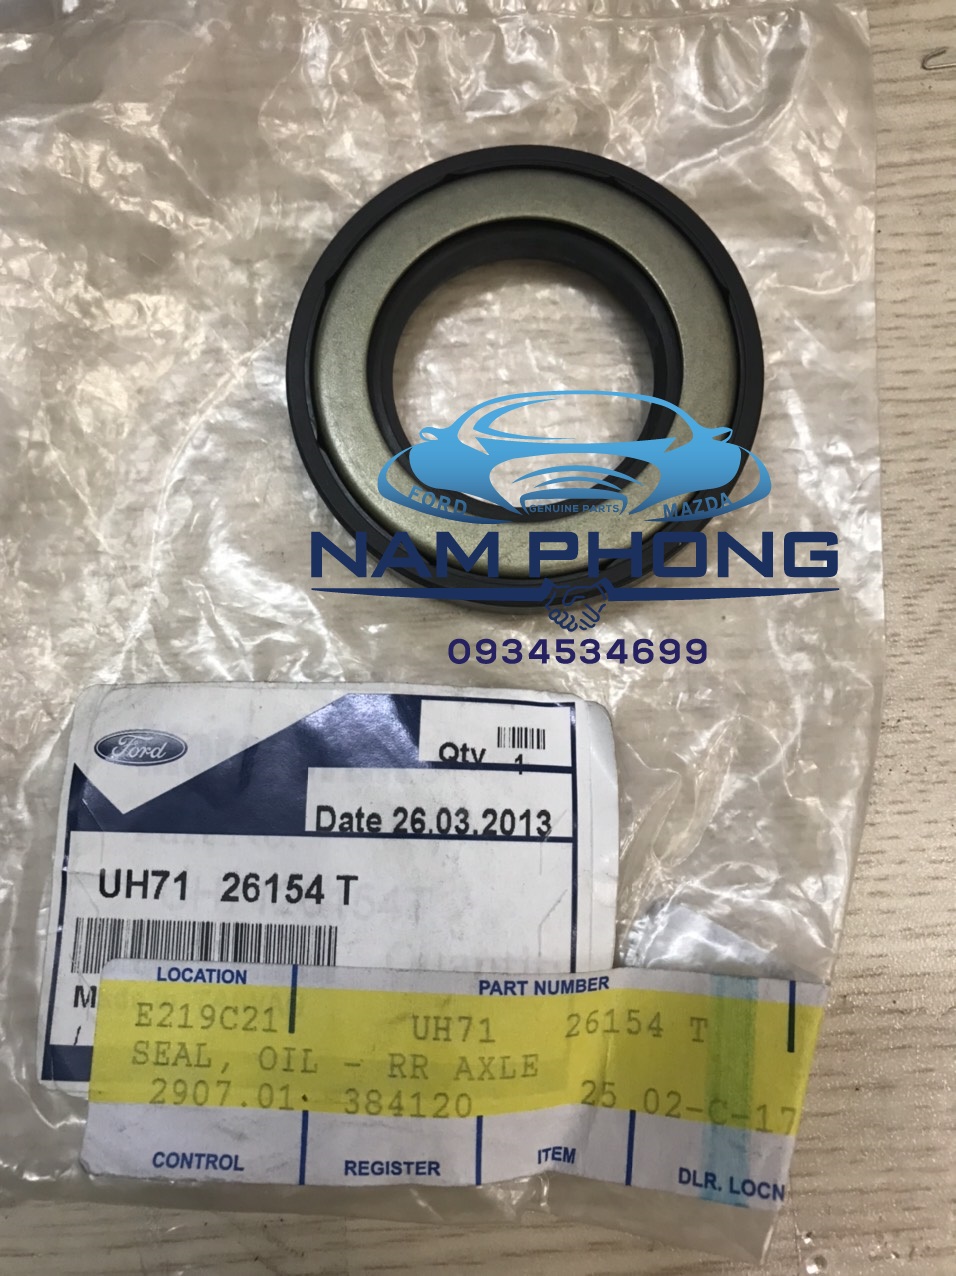 FORD
GENUINE PARTS
MAZDA
NAM PHONG
0934534699
Ford
Qty 1
Date 26.03.2013
UH71 26154 T
LOCATION PART NUMBER
E219C21 UH71 26154 T
SEAL, OIL - RR AXLE
2907.01. 384120 25 02-C-17
CONTROL REGISTER ITEM DLR. LOCN